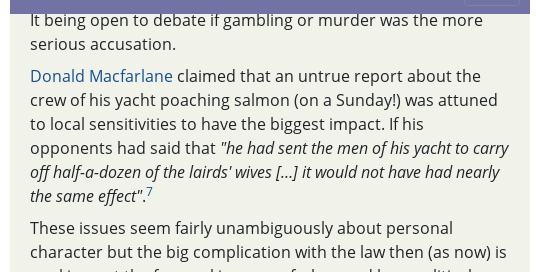 It being open to debate if gambling or murder was the more
serious accusation.
Donald Macfarlane claimed that an untrue report about the
crew of his yacht poaching salmon (on a Sunday!) was attuned
to local sensitivities to have the biggest impact. If his
opponents had said that "he had sent the men of his yacht to carry
off half-a-dozen of the lairds' wives [...] it would not have had nearly
the same effect".7
These issues seem fairly unambiguously about personal
character but the big complication with the law then (as now) is